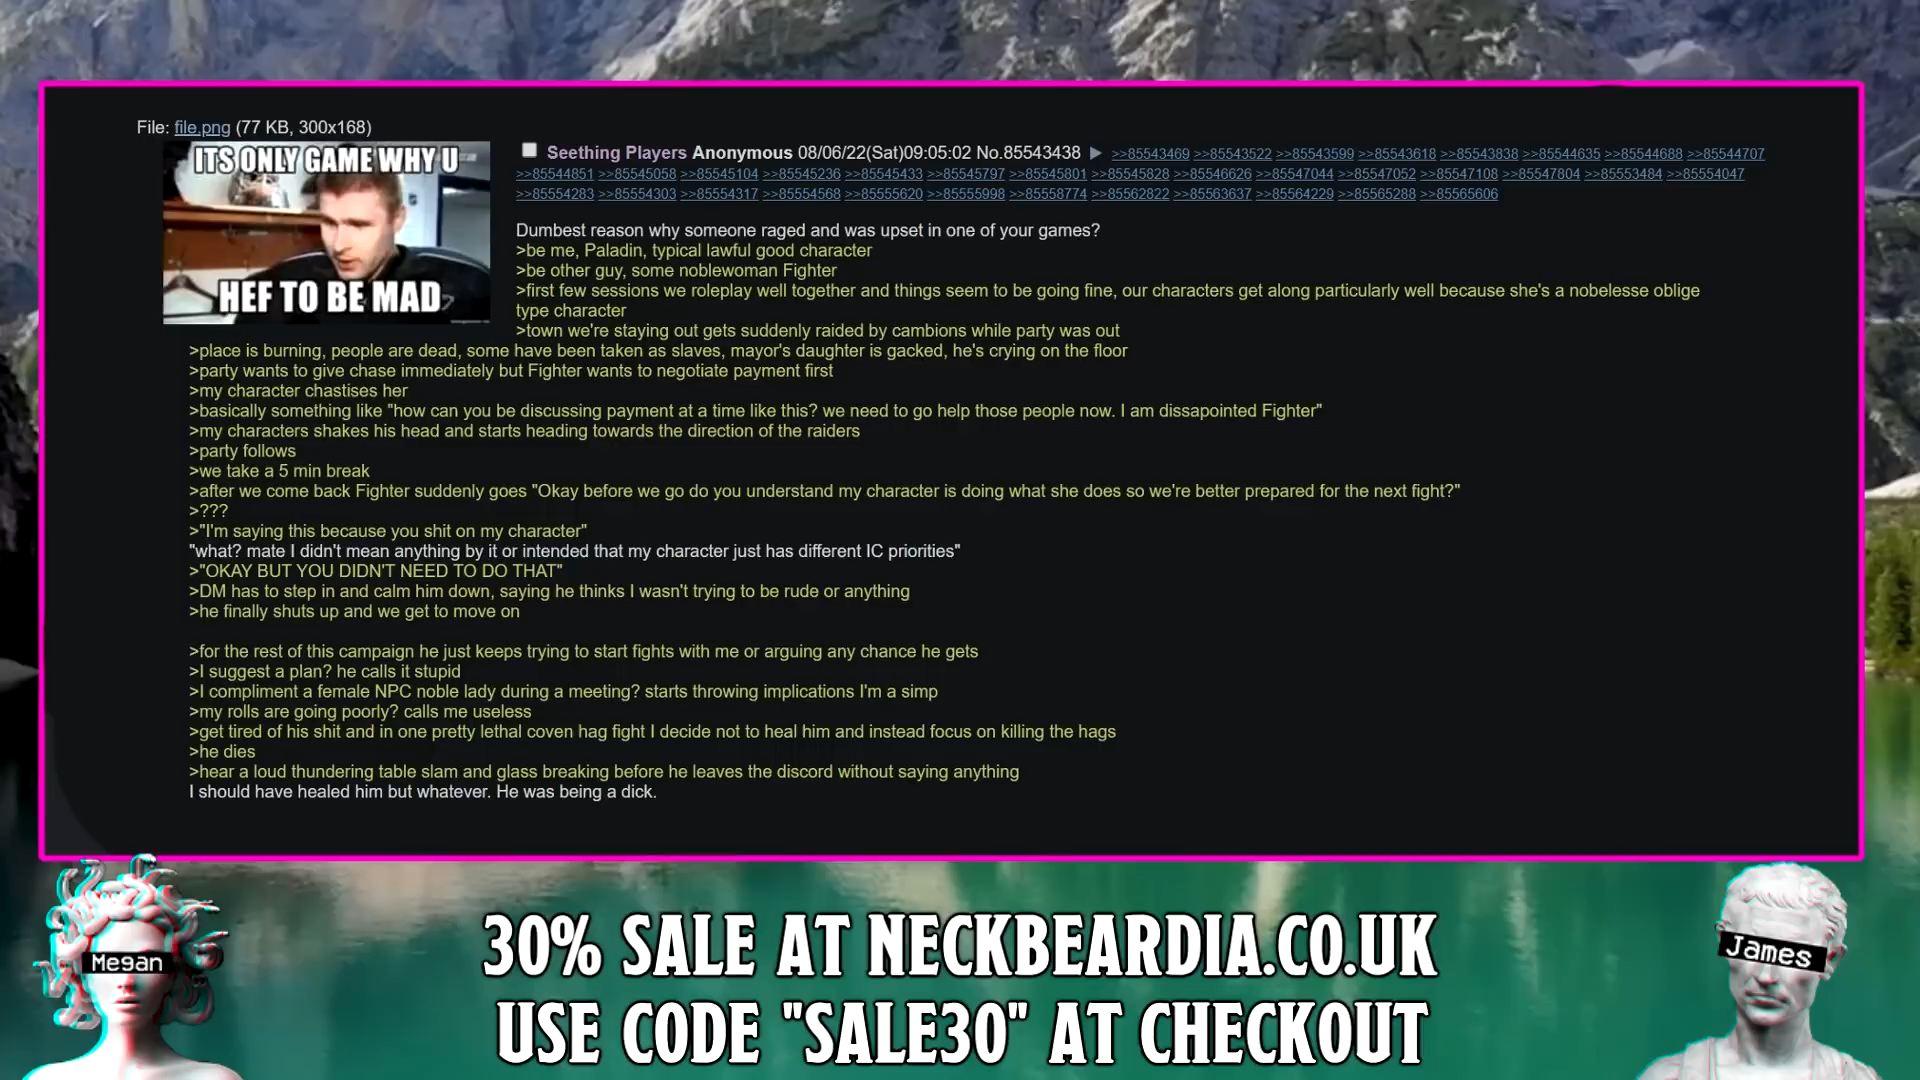 File: file.png (77 KB, 300x168)
ITS ONLY GAME WHY U
HEF TO BE MAD
Seething Players Anonymous 08/06/22(Sat)09:05:02 No.85543438 ▶ >>85543469 >>85543522 >>85543599 >>85543618 >>85543838 >>85544635 >>85544688 >>85544707
>>85544851 >>85545058 >>85545104 >>85545236 >>85545433 >>85545797 >>85545801 >>85545828 >>85546626 >>85547044 >>85547052 >>85547108 >>85547804 >>85553484 >>85554047
>>85554283 >>85554303 >>85554317 >>85554568 >>85555620 >>85555998 >>85558774 >>85562822 >>85563637 >>85564229 >>85565288 >>85565606
Dumbest reason why someone raged and was upset in one of your games?
>be me, Paladin, typical lawful good character
>be other guy, some noblewoman Fighter
>first few sessions we roleplay well together and things seem to be going fine, our characters get along particularly well because she's a nobelesse oblige
type character
>town we're staying out gets suddenly raided by cambions while party was out
>place is burning, people are dead, some have been taken as slaves, mayor's daughter is gacked, he's crying on the floor
>party wants to give chase immediately but Fighter wants to negotiate payment first
>my character chastises her
>basically something like "how can you be discussing payment at a time like this? we need to go help those people now. I am dissapointed Fighter"
>my characters shakes his head and starts heading towards the direction of the raiders
>party follows
>we take a 5 min break
>after we come back Fighter suddenly goes "Okay before we go do you understand my character is doing what she does so we're better prepared for the next fight?"
>???
>"I'm saying this because you shit on my character"
"what? mate I didn't mean anything by it or intended that my character just has different IC priorities"
>"OKAY BUT YOU DIDN'T NEED TO DO THAT"
>DM has to step in and calm him down, saying he thinks I wasn't trying to be rude or anything
>he finally shuts up and we get to move on
>for the rest of this campaign he just keeps trying to start fights with me or arguing any chance he gets
>I suggest a plan? he calls it stupid
>I compliment a female NPC noble lady during a meeting? starts throwing implications I'm a simp
>my rolls are going poorly? calls me useless
>get tired of his shit and in one pretty lethal coven hag fight I decide not to heal him and instead focus on killing the hags
>he dies
>hear a loud thundering table slam and glass breaking before he leaves the discord without saying anything
I should have healed him but whatever. He was being a dick.
Megan
30% SALE AT NECKBEARDIA.CO.UK
USE CODE "SALE30" AT CHECKOUT
James